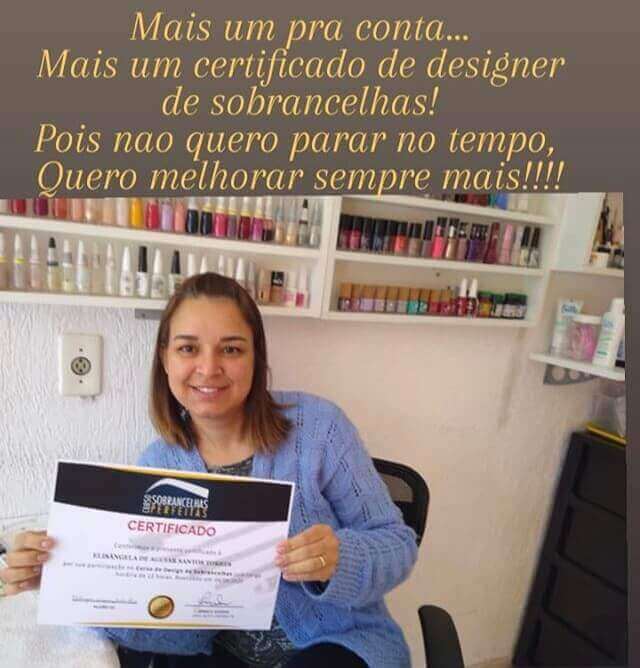 Mais um pra conta...
Mais um certificado de designer
de sobrancelhas!
Pois nao quero parar no tempo,
Quero melhorar sempre mais!!!!
CURSO
SOBRANCELHAS
PERFEITAS
CERTIFICADO
Conferimos o presente certificado à
ELISÂNGELA DE AGUIAR SANTOS TORRES
por sua participação no Curso de Design de Sobrancelhas com carga
horária de 12 horas. Realizado em